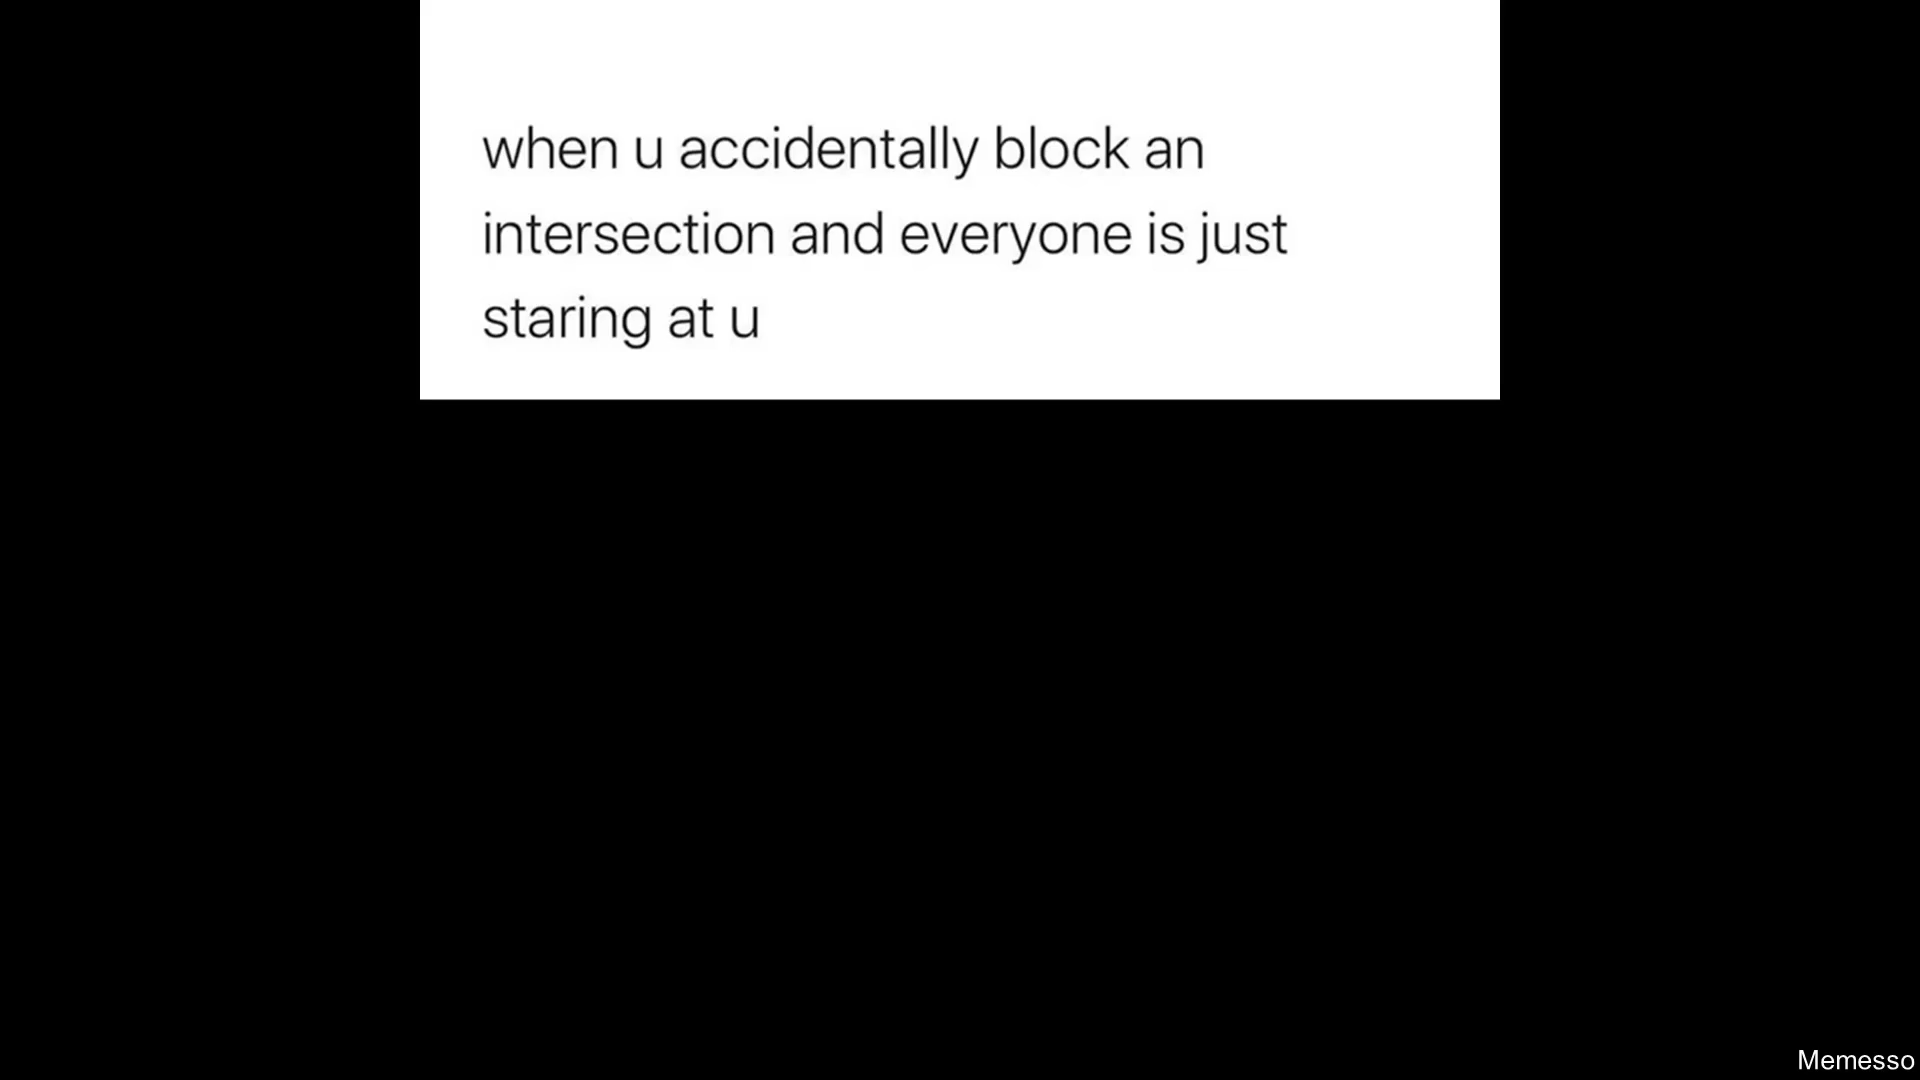 when u accidentally block an
intersection and everyone is just
staring at u
Memesso